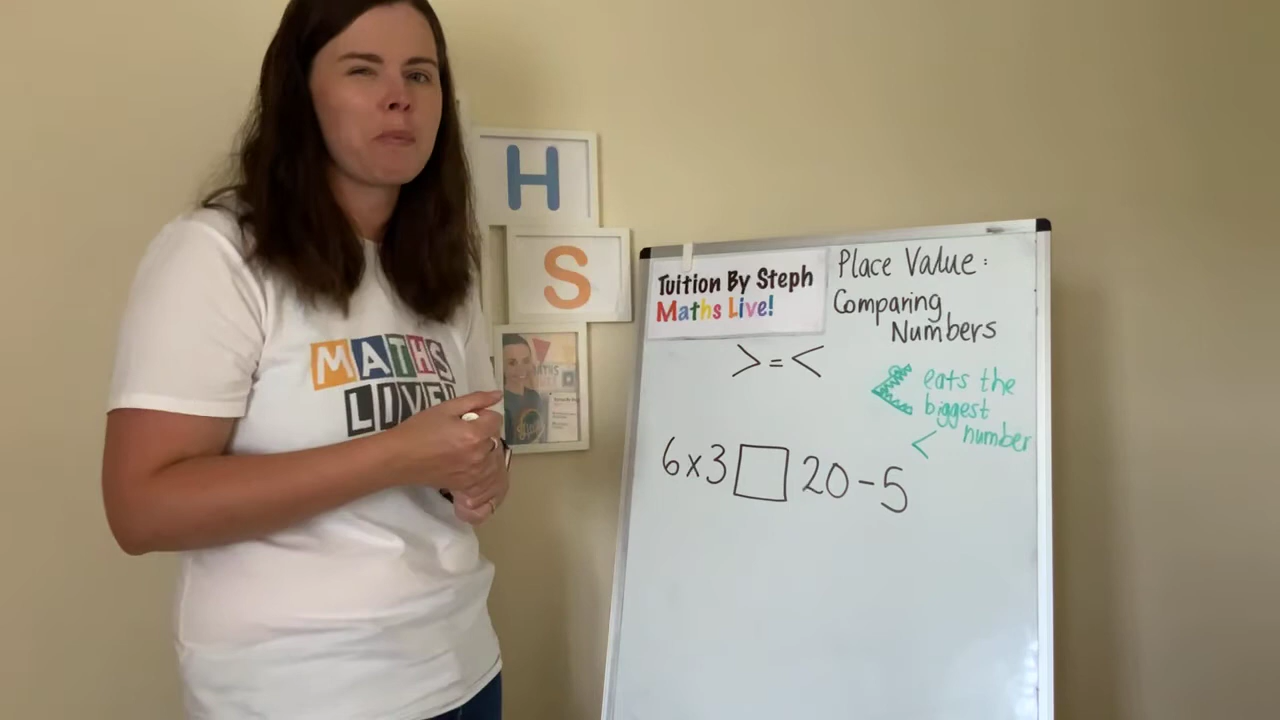 H
S
MATHS
LIVE!
Tuition By Steph
Maths Live!
Place Value:
Comparing
Numbers
> = <
eats the
biggest
number
<
6x3 □ 20-5